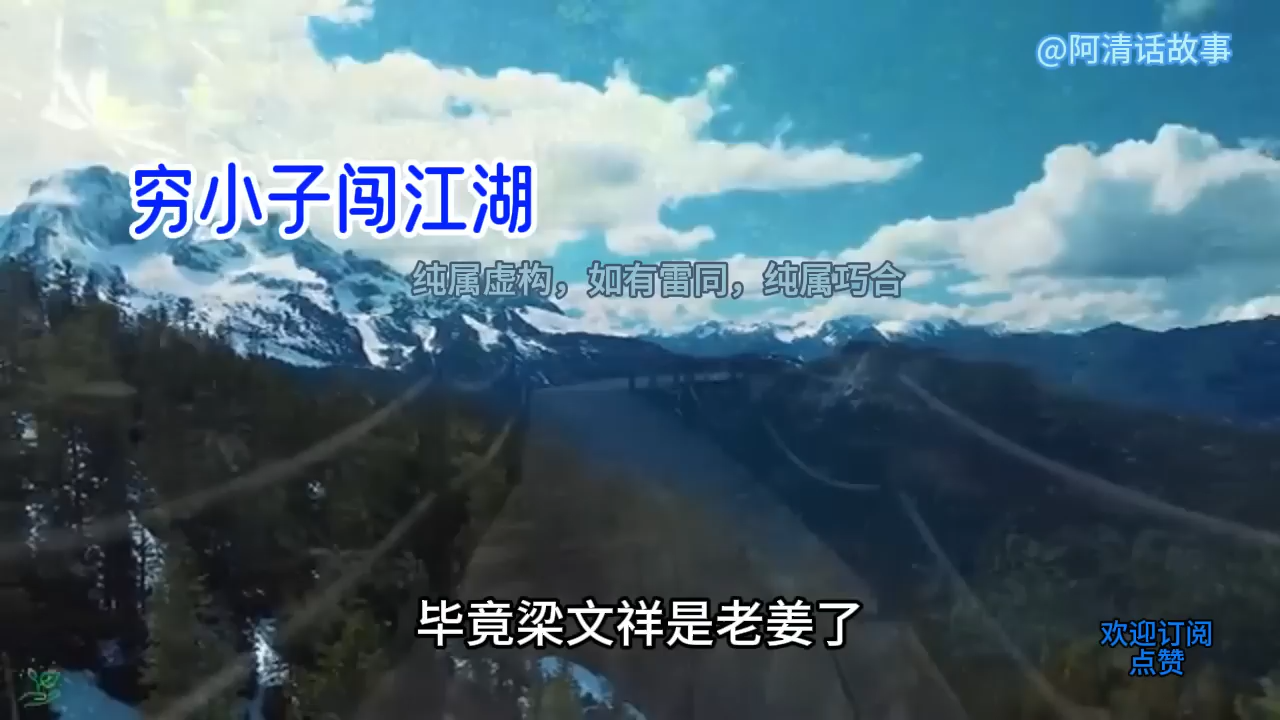 @阿清话故事
穷小子闯江湖
纯属虚构，如有雷同，纯属巧合
毕竟梁文祥是老姜了
欢迎订阅
点赞